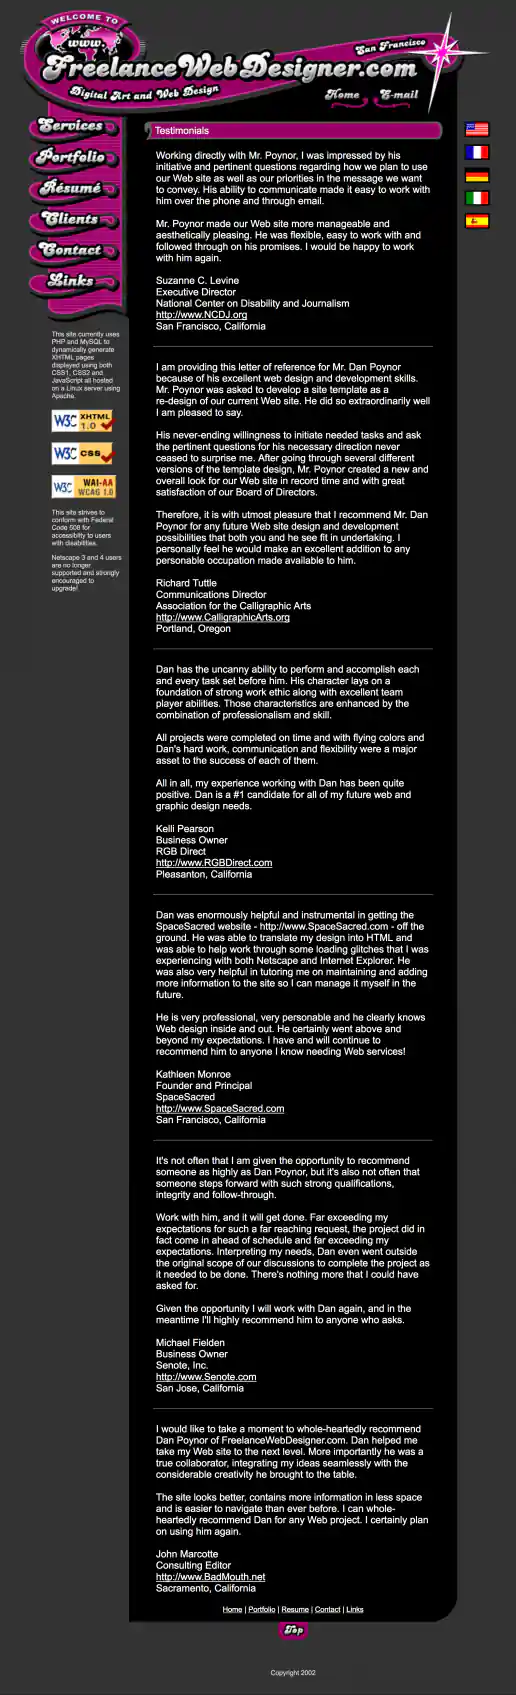 WELCOME TO
www
San Francisco
FreelanceWebDesigner.com
Digital Art and Web Design
Home E-mail
Services
Portfolio
Résumé
Clients
Contact
Links
This site currently uses
PHP and MySQL to
dynamically generate
XHTML pages
displayed using both
CSS1, CSS2 and
JavaScript all hosted
on a Linux server using
Apache.
W3C XHTML 1.0
W3C CSS
W3C WAI-AA WCAG 1.0
This site strives to
conform with Federal
Code 508 for
accessiblity to users
with disabilities.
Netscape 3 and 4 users
are no longer
supported and strongly
encouraged to
upgrade!
Testimonials
Working directly with Mr. Poynor, I was impressed by his
initiative and pertinent questions regarding how we plan to use
our Web site as well as our priorities in the message we want
to convey. His ability to communicate made it easy to work with
him over the phone and through email.
Mr. Poynor made our Web site more manageable and
aesthetically pleasing. He was flexible, easy to work with and
followed through on his promises. I would be happy to work
with him again.
Suzanne C. Levine
Executive Director
National Center on Disability and Journalism
http://www.NCDJ.org
San Francisco, California
I am providing this letter of reference for Mr. Dan Poynor
because of his excellent web design and development skills.
Mr. Poynor was asked to develop a site template as a
re-design of our current Web site. He did so extraordinarily well
I am pleased to say.
His never-ending willingness to initiate needed tasks and ask
the pertinent questions for his necessary direction never
ceased to surprise me. After going through several different
versions of the template design, Mr. Poynor created a new and
overall look for our Web site in record time and with great
satisfaction of our Board of Directors.
Therefore, it is with utmost pleasure that I recommend Mr. Dan
Poynor for any future Web site design and development
possibilities that both you and he see fit in undertaking. I
personally feel he would make an excellent addition to any
personable occupation made available to him.
Richard Tuttle
Communications Director
Association for the Calligraphic Arts
http://www.CalligraphicArts.org
Portland, Oregon
Dan has the uncanny ability to perform and accomplish each
and every task set before him. His character lays on a
foundation of strong work ethic along with excellent team
player abilities. Those characteristics are enhanced by the
combination of professionalism and skill.
All projects were completed on time and with flying colors and
Dan's hard work, communication and flexibility were a major
asset to the success of each of them.
All in all, my experience working with Dan has been quite
positive. Dan is a #1 candidate for all of my future web and
graphic design needs.
Kelli Pearson
Business Owner
RGB Direct
http://www.RGBDirect.com
Pleasanton, California
Dan was enormously helpful and instrumental in getting the
SpaceSacred website - http://www.SpaceSacred.com - off the
ground. He was able to translate my design into HTML and
was able to help work through some loading glitches that I was
experiencing with both Netscape and Internet Explorer. He
was also very helpful in tutoring me on maintaining and adding
more information to the site so I can manage it myself in the
future.
He is very professional, very personable and he clearly knows
Web design inside and out. He certainly went above and
beyond my expectations. I have and will continue to
recommend him to anyone I know needing Web services!
Kathleen Monroe
Founder and Principal
SpaceSacred
http://www.SpaceSacred.com
San Francisco, California
It's not often that I am given the opportunity to recommend
someone as highly as Dan Poynor, but it's also not often that
someone steps forward with such strong qualifications,
integrity and follow-through.
Work with him, and it will get done. Far exceeding my
expectations for such a far reaching request, the project did in
fact come in ahead of schedule and far exceeding my
expectations. Interpreting my needs, Dan even went outside
the original scope of our discussions to complete the project as
it needed to be done. There's nothing more that I could have
asked for.
Given the opportunity I will work with Dan again, and in the
meantime I'll highly recommend him to anyone who asks.
Michael Fielden
Business Owner
Senote, Inc.
http://www.Senote.com
San Jose, California
I would like to take a moment to whole-heartedly recommend
Dan Poynor of FreelanceWebDesigner.com. Dan helped me
take my Web site to the next level. More importantly he was a
true collaborator, integrating my ideas seamlessly with the
considerable creativity he brought to the table.
The site looks better, contains more information in less space
and is easier to navigate than ever before. I can whole-
heartedly recommend Dan for any Web project. I certainly plan
on using him again.
John Marcotte
Consulting Editor
http://www.BadMouth.net
Sacramento, California
Home | Portfolio | Resume | Contact | Links
Top
Copyright 2002